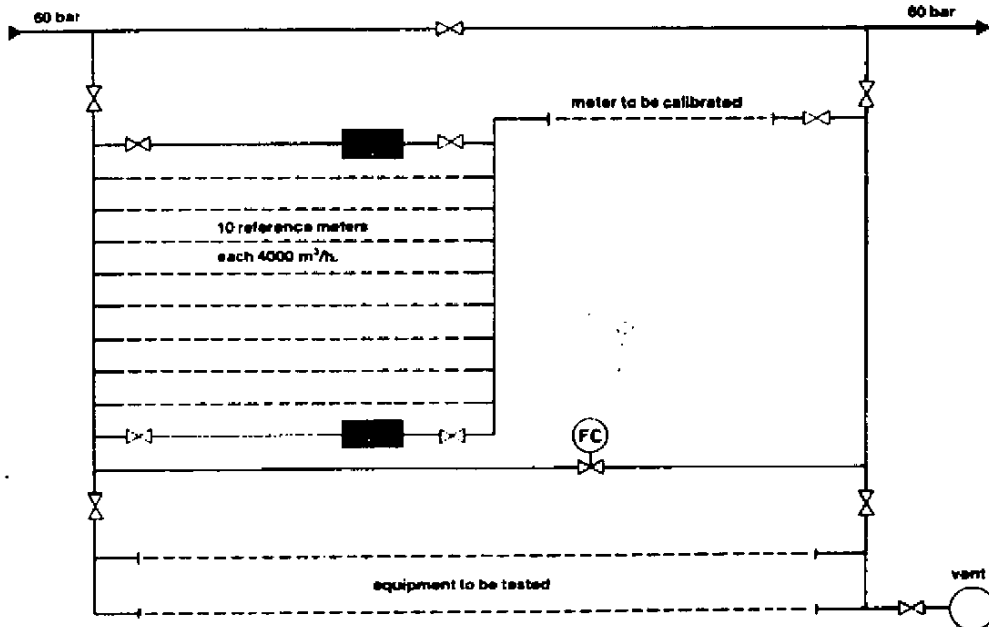 60 bar
60 bar
meter to be calibrated
10 reference meters
each 4000 m³/h.
FC
equipment to be tested
vent